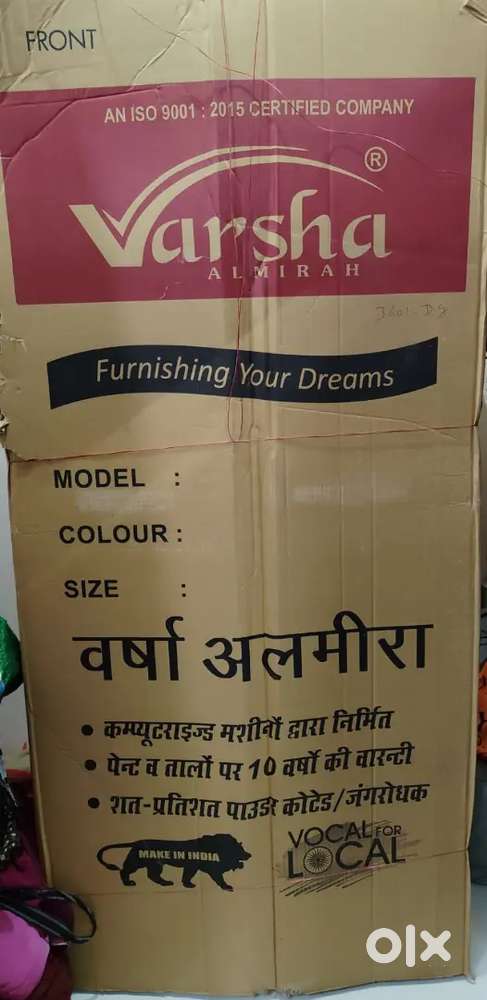 FRONT
AN ISO 9001 : 2015 CERTIFIED COMPANY
Varsha®
ALMIRAH
Furnishing Your Dreams
MODEL :
COLOUR :
SIZE :
वर्षा अलमीरा
• कम्प्यूटराइज्ड मशीनों द्वारा निर्मित
• पेन्ट व तालों पर 10 वर्षो की वारन्टी
• शत-प्रतिशत पाउडर कोटेड/जंगरोधक
MAKE IN INDIA
VOCAL FOR
LOCAL
olx